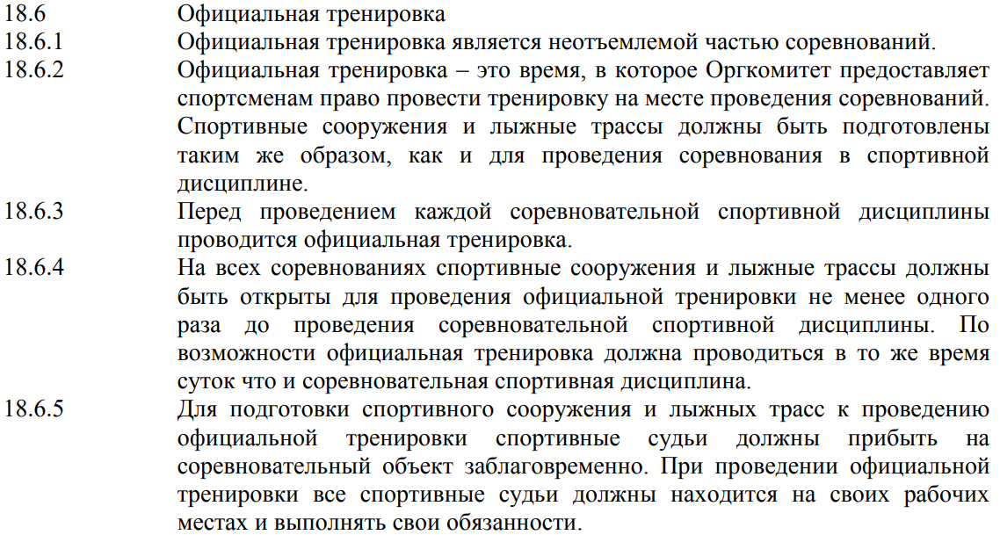 18.6 Официальная тренировка
18.6.1 Официальная тренировка является неотъемлемой частью соревнований.
18.6.2 Официальная тренировка – это время, в которое Оргкомитет предоставляет
спортсменам право провести тренировку на месте проведения соревнований.
Спортивные сооружения и лыжные трассы должны быть подготовлены
таким же образом, как и для проведения соревнования в спортивной
дисциплине.
18.6.3 Перед проведением каждой соревновательной спортивной дисциплины
проводится официальная тренировка.
18.6.4 На всех соревнованиях спортивные сооружения и лыжные трассы должны
быть открыты для проведения официальной тренировки не менее одного
раза до проведения соревновательной спортивной дисциплины. По
возможности официальная тренировка должна проводиться в то же время
суток что и соревновательная спортивная дисциплина.
18.6.5 Для подготовки спортивного сооружения и лыжных трасс к проведению
официальной тренировки спортивные судьи должны прибыть на
соревновательный объект заблаговременно. При проведении официальной
тренировки все спортивные судьи должны находится на своих рабочих
местах и выполнять свои обязанности.